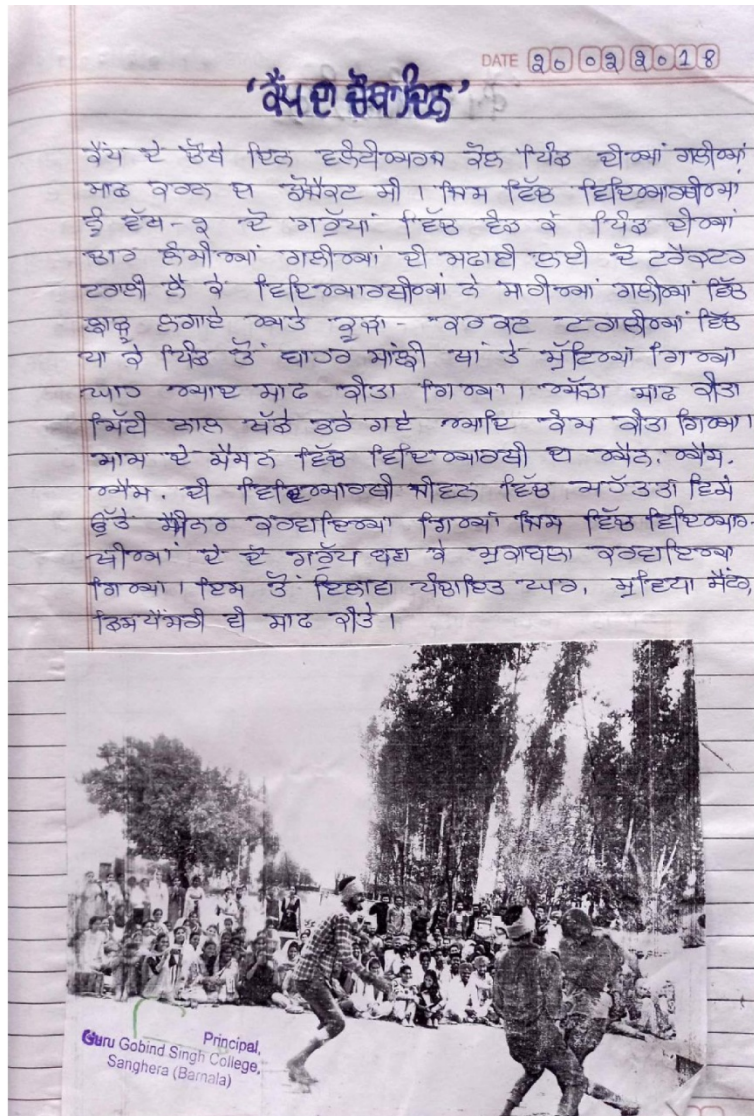 DATE 20 02 2018
'ਕੈਂਪ ਦਾ ਚੌਥਾ ਦਿਨ'
ਕੈਂਪ ਦੇ ਚੌਥੇ ਦਿਨ ਵਲੰਟੀਅਰਜ ਕੋਲ ਪਿੰਡ ਦੀਆਂ ਗਲੀਆਂ
ਸਾਫ ਕਰਨ ਦਾ ਪ੍ਰੋਜੈਕਟ ਸੀ । ਜਿਸ ਵਿੱਚ ਵਿਦਿਆਰਥੀਆਂ
ਨੂੰ ਵੱਖ-੨ ਦੋ ਗਰੁੱਪਾਂ ਵਿੱਚ ਵੰਡ ਕੇ ਪਿੰਡ ਦੀਆਂ
ਚਾਰ ਲੰਮੀਆਂ ਗਲੀਆਂ ਦੀ ਸਫਾਈ ਲਈ ਦੋ ਟਰੈਕਟਰ
ਟਰਾਲੀ ਲੈ ਕੇ ਵਿਦਿਆਰਥੀਆਂ ਨੇ ਸਾਰੀਆਂ ਗਲੀਆਂ ਵਿੱਚ
ਝਾੜੂ ਲਗਾਏ ਅਤੇ ਕੂੜਾ-ਕਰਕਟ ਟਰਾਲੀਆਂ ਵਿੱਚ
ਪਾ ਕੇ ਪਿੰਡ ਤੋਂ ਬਾਹਰ ਸਾਂਝੀ ਥਾਂ ਤੇ ਸੁੱਟਿਆ ਗਿਆ
ਘਾਹ ਆਦਿ ਸਾਫ ਕੀਤਾ ਗਿਆ । ਸਾਫ ਕੀਤਾ
ਮਿੱਟੀ ਨਾਲ ਖੱਡੇ ਭਰੇ ਗਏ ਆਦਿ ਕੰਮ ਕੀਤਾ ਗਿਆ ।
ਸ਼ਾਮ ਦੇ ਸੈਸ਼ਨ ਵਿੱਚ ਵਿਦਿਆਰਥੀ ਦਾ ਐਨ. ਐਸ.
ਐਸ. ਦੀ ਵਿਦਿਆਰਥੀ ਜੀਵਨ ਵਿੱਚ ਮਹੱਤਤਾ ਵਿਸ਼ੇ
ਉੱਤੇ ਸੈਮੀਨਰ ਕਰਵਾਇਆ ਗਿਆ ਜਿਸ ਵਿੱਚ ਵਿਦਿਆਰ-
ਥੀਆਂ ਦੇ ਦੋ ਗਰੁੱਪ ਬਣਾ ਕੇ ਮੁਕਾਬਲਾ ਕਰਵਾਇਆ
ਗਿਆ । ਇਸ ਤੋਂ ਇਲਾਵਾ ਪੰਚਾਇਤ ਘਰ, ਸੁਵਿਧਾ ਸੈਂਟਰ,
ਡਿਸਪੈਂਸਰੀ ਵੀ ਸਾਫ ਕੀਤੇ ।
Principal,
Guru Gobind Singh College,
Sanghera (Barnala)